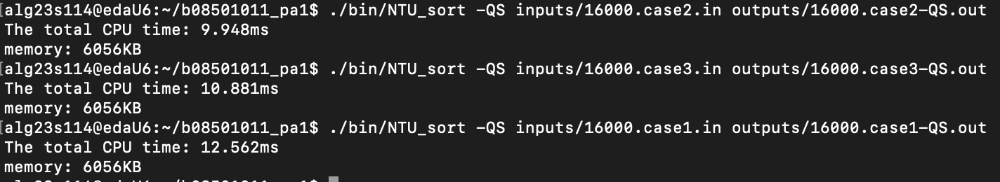 [alg23s114@edaU6:~/b08501011_pa1$ ./bin/NTU_sort -QS inputs/16000.case2.in outputs/16000.case2-QS.out
The total CPU time: 9.948ms
memory: 6056KB
[alg23s114@edaU6:~/b08501011_pa1$ ./bin/NTU_sort -QS inputs/16000.case3.in outputs/16000.case3-QS.out
The total CPU time: 10.881ms
memory: 6056KB
[alg23s114@edaU6:~/b08501011_pa1$ ./bin/NTU_sort -QS inputs/16000.case1.in outputs/16000.case1-QS.out
The total CPU time: 12.562ms
memory: 6056KB